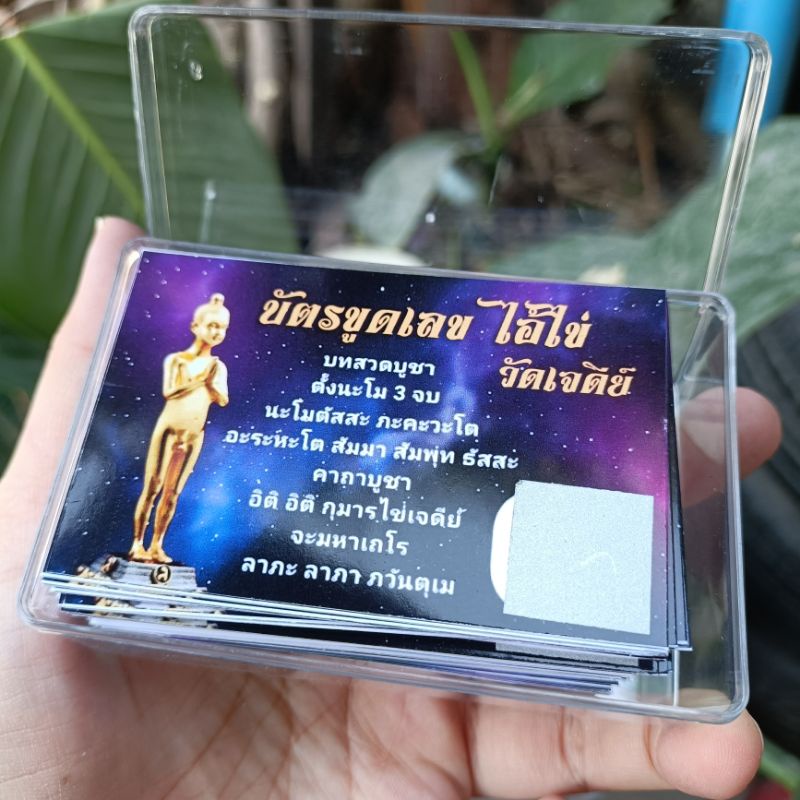 บัตรขูดเลข ไอ้ไข่
วัดเจดีย์
บทสวดบูชา
ตั้งนะโม 3 จบ
นะโมตัสสะ ภะคะวะโต
อะระหะโต สัมมา สัมพุท ธัสสะ
คาถาบูชา
อิติ อิติ กุมารไข่เจดีย์
จะมหาเถโร
ลาภะ ลาภา ภวันตุเม